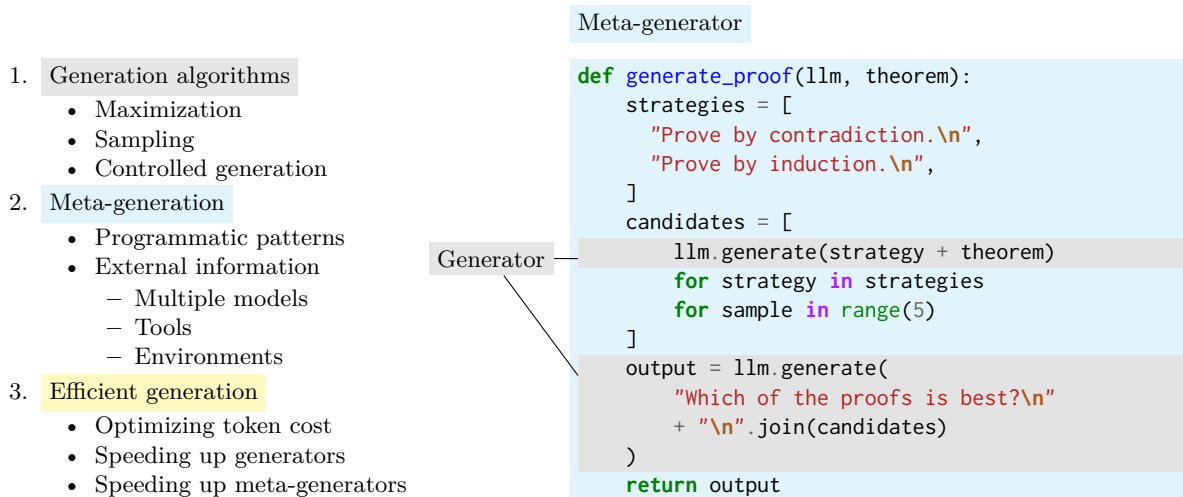 1. Generation algorithms
• Maximization
• Sampling
• Controlled generation
2. Meta-generation
• Programmatic patterns
• External information
– Multiple models
– Tools
– Environments
3. Efficient generation
• Optimizing token cost
• Speeding up generators
• Speeding up meta-generators
Generator
Meta-generator
def generate_proof(llm, theorem):
    strategies = [
      "Prove by contradiction.\n",
      "Prove by induction.\n",
    ]
    candidates = [
        llm.generate(strategy + theorem)
        for strategy in strategies
        for sample in range(5)
    ]
    output = llm.generate(
        "Which of the proofs is best?\n"
        + "\n".join(candidates)
    )
    return output